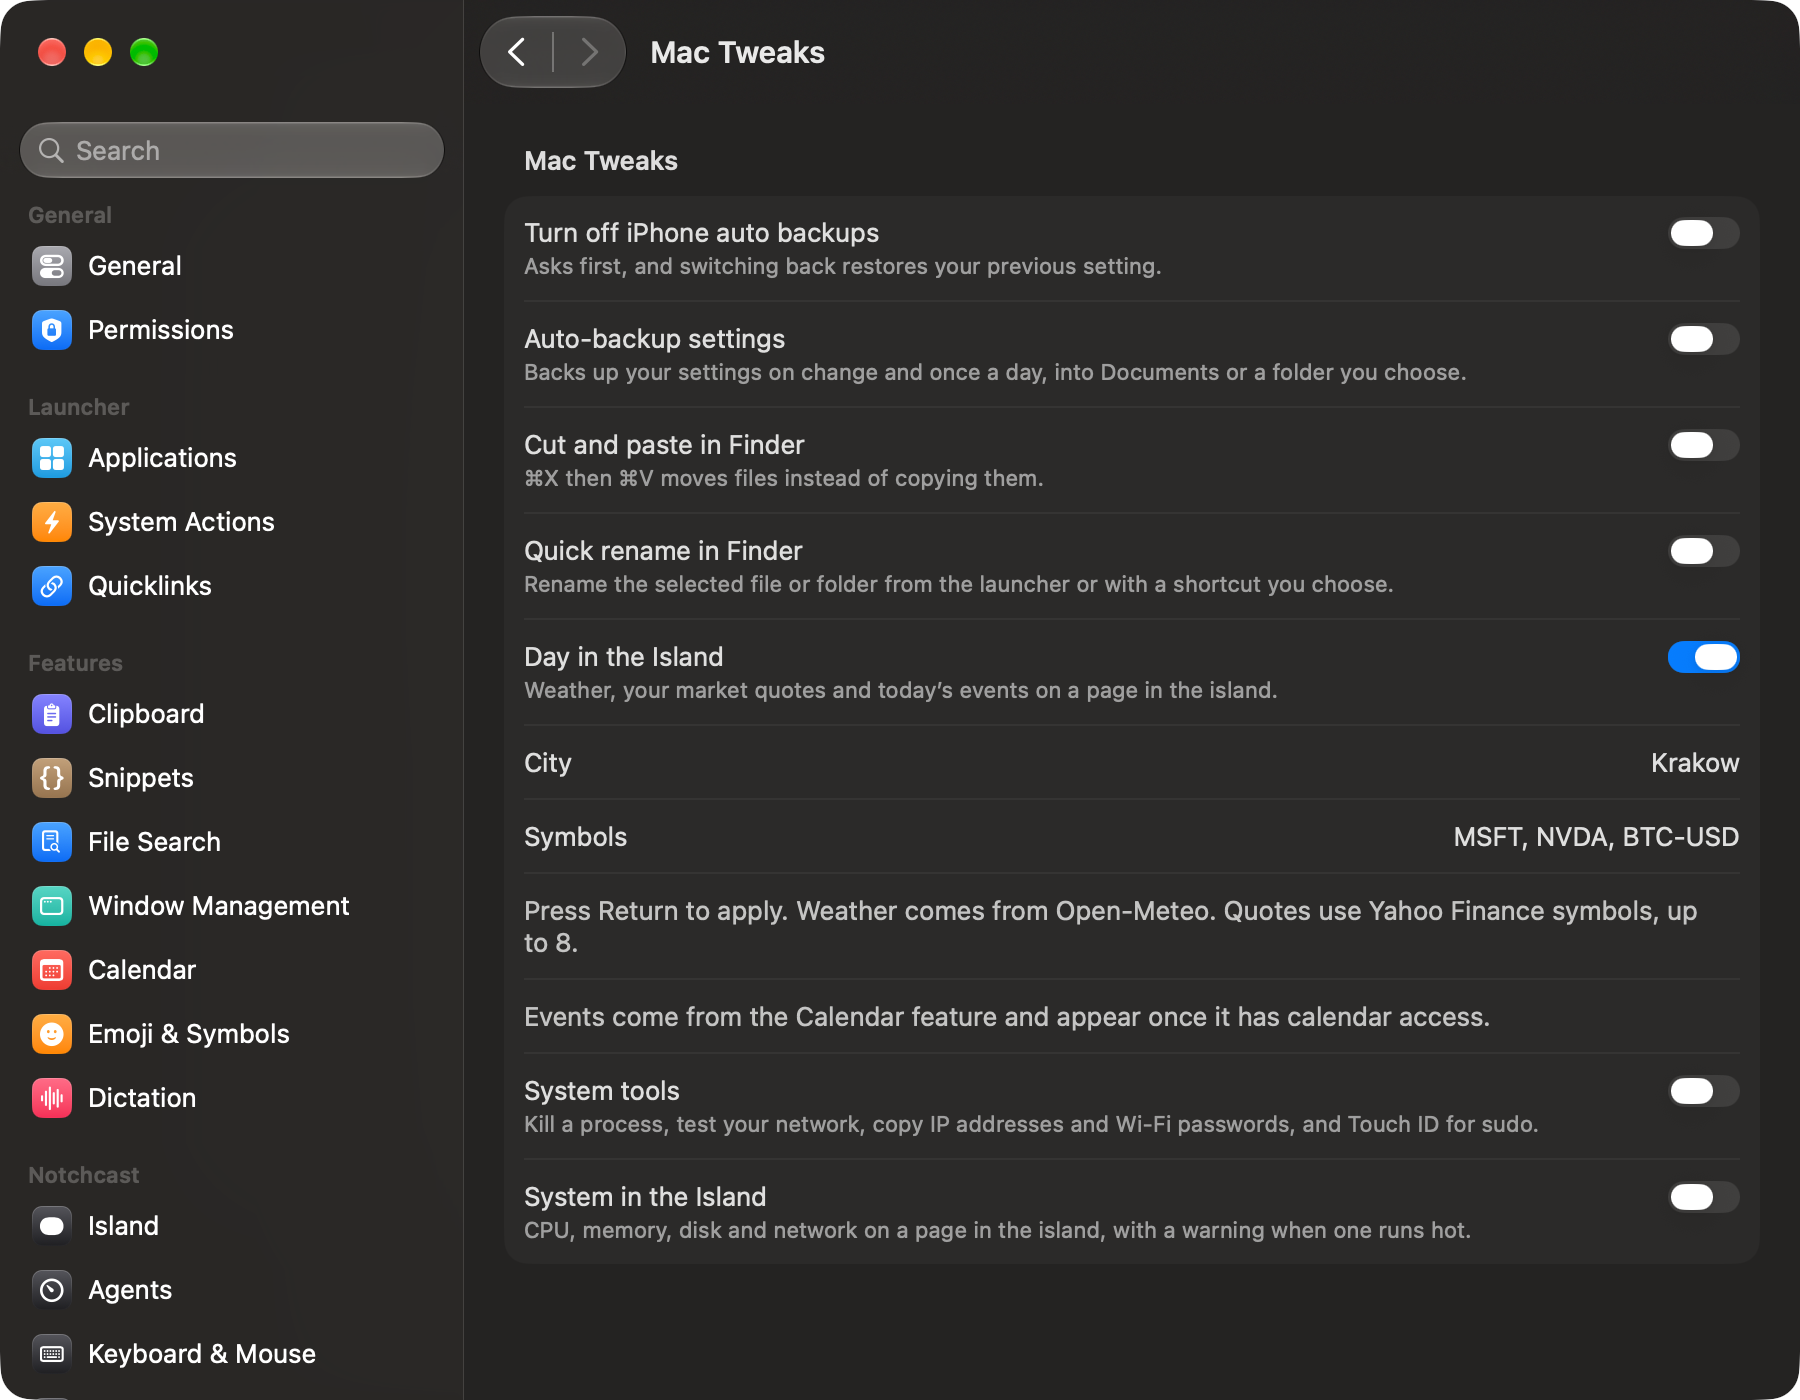 Mac Tweaks
Search
General
General
Permissions
Launcher
Applications
System Actions
Quicklinks
Features
Clipboard
Snippets
File Search
Window Management
Calendar
Emoji & Symbols
Dictation
Notchcast
Island
Agents
Keyboard & Mouse
Mac Tweaks
Turn off iPhone auto backups
Asks first, and switching back restores your previous setting.
Auto-backup settings
Backs up your settings on change and once a day, into Documents or a folder you choose.
Cut and paste in Finder
⌘X then ⌘V moves files instead of copying them.
Quick rename in Finder
Rename the selected file or folder from the launcher or with a shortcut you choose.
Day in the Island
Weather, your market quotes and today’s events on a page in the island.
City Krakow
Symbols MSFT, NVDA, BTC-USD
Press Return to apply. Weather comes from Open-Meteo. Quotes use Yahoo Finance symbols, up
to 8.
Events come from the Calendar feature and appear once it has calendar access.
System tools
Kill a process, test your network, copy IP addresses and Wi-Fi passwords, and Touch ID for sudo.
System in the Island
CPU, memory, disk and network on a page in the island, with a warning when one runs hot.